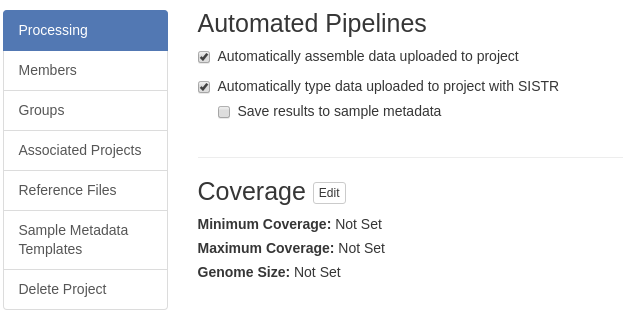 Processing
Members
Groups
Associated Projects
Reference Files
Sample Metadata
Templates
Delete Project
Automated Pipelines
Automatically assemble data uploaded to project
Automatically type data uploaded to project with SISTR
Save results to sample metadata
Coverage Edit
Minimum Coverage: Not Set
Maximum Coverage: Not Set
Genome Size: Not Set